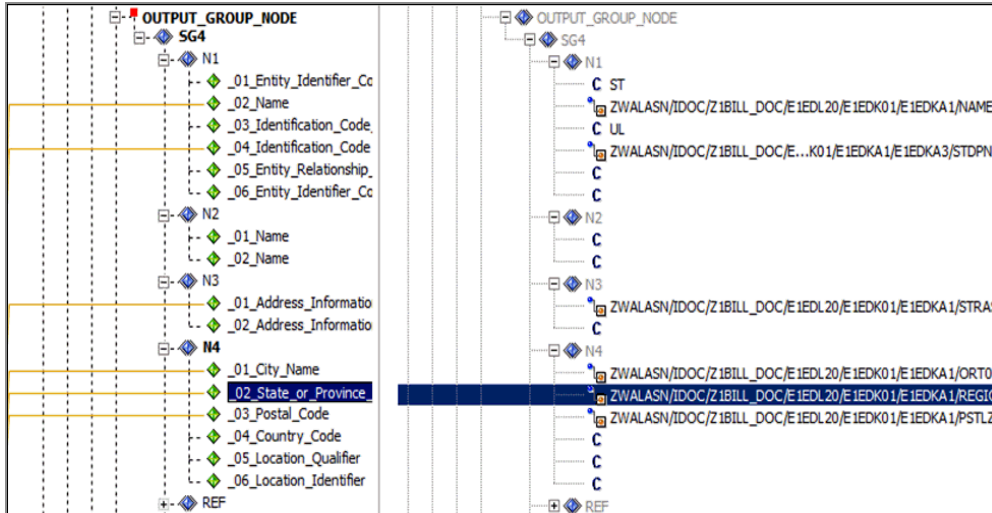 OUTPUT_GROUP_NODE
SG4
N1
_01_Entity_Identifier_Co
_02_Name
_03_Identification_Code_
_04_Identification_Code
_05_Entity_Relationship_
_06_Entity_Identifier_Co
N2
_01_Name
_02_Name
N3
_01_Address_Informatio
_02_Address_Informatio
N4
_01_City_Name
_02_State_or_Province_
_03_Postal_Code
_04_Country_Code
_05_Location_Qualifier
_06_Location_Identifier
REF
OUTPUT_GROUP_NODE
SG4
N1
C ST
ZWALASN/IDOC/Z1BILL_DOC/E1EDL20/E1EDK01/E1EDKA1/NAME
C UL
ZWALASN/IDOC/Z1BILL_DOC/E...K01/E1EDKA1/E1EDKA3/STDPN
C
C
N2
C
C
N3
ZWALASN/IDOC/Z1BILL_DOC/E1EDL20/E1EDK01/E1EDKA1/STRAS
C
N4
ZWALASN/IDOC/Z1BILL_DOC/E1EDL20/E1EDK01/E1EDKA1/ORT0
ZWALASN/IDOC/Z1BILL_DOC/E1EDL20/E1EDK01/E1EDKA1/REGIO
ZWALASN/IDOC/Z1BILL_DOC/E1EDL20/E1EDK01/E1EDKA1/PSTLZ
C
C
C
REF